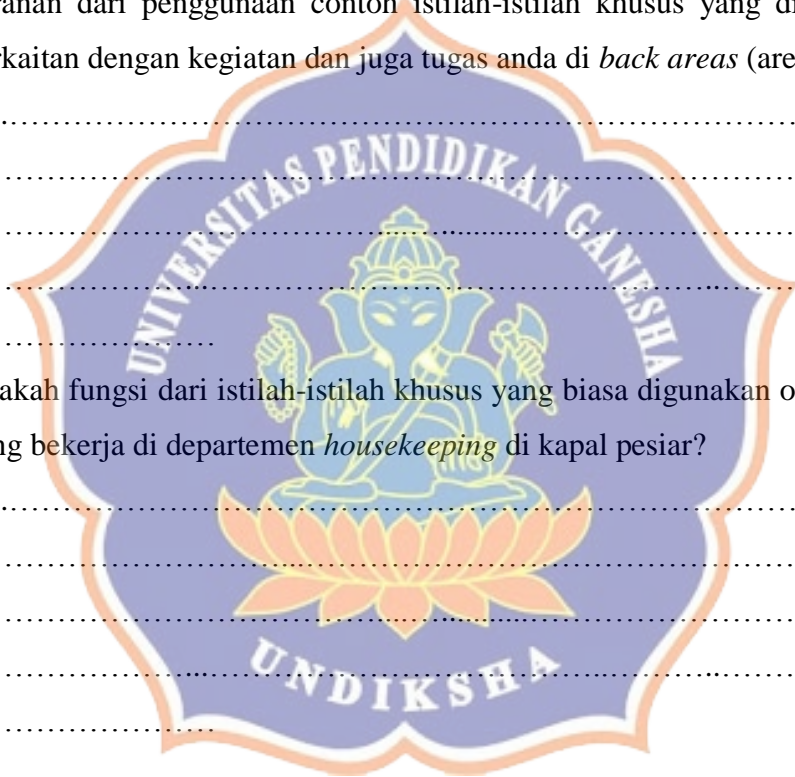 ranan dari penggunaan contoh istilah-istilah khusus yang di
rkaitan dengan kegiatan dan juga tugas anda di back areas (are
UNIVERSITAS PENDIDIKAN GANESHA
akah fungsi dari istilah-istilah khusus yang biasa digunakan o
ng bekerja di departemen housekeeping di kapal pesiar?
UNDIKSHA